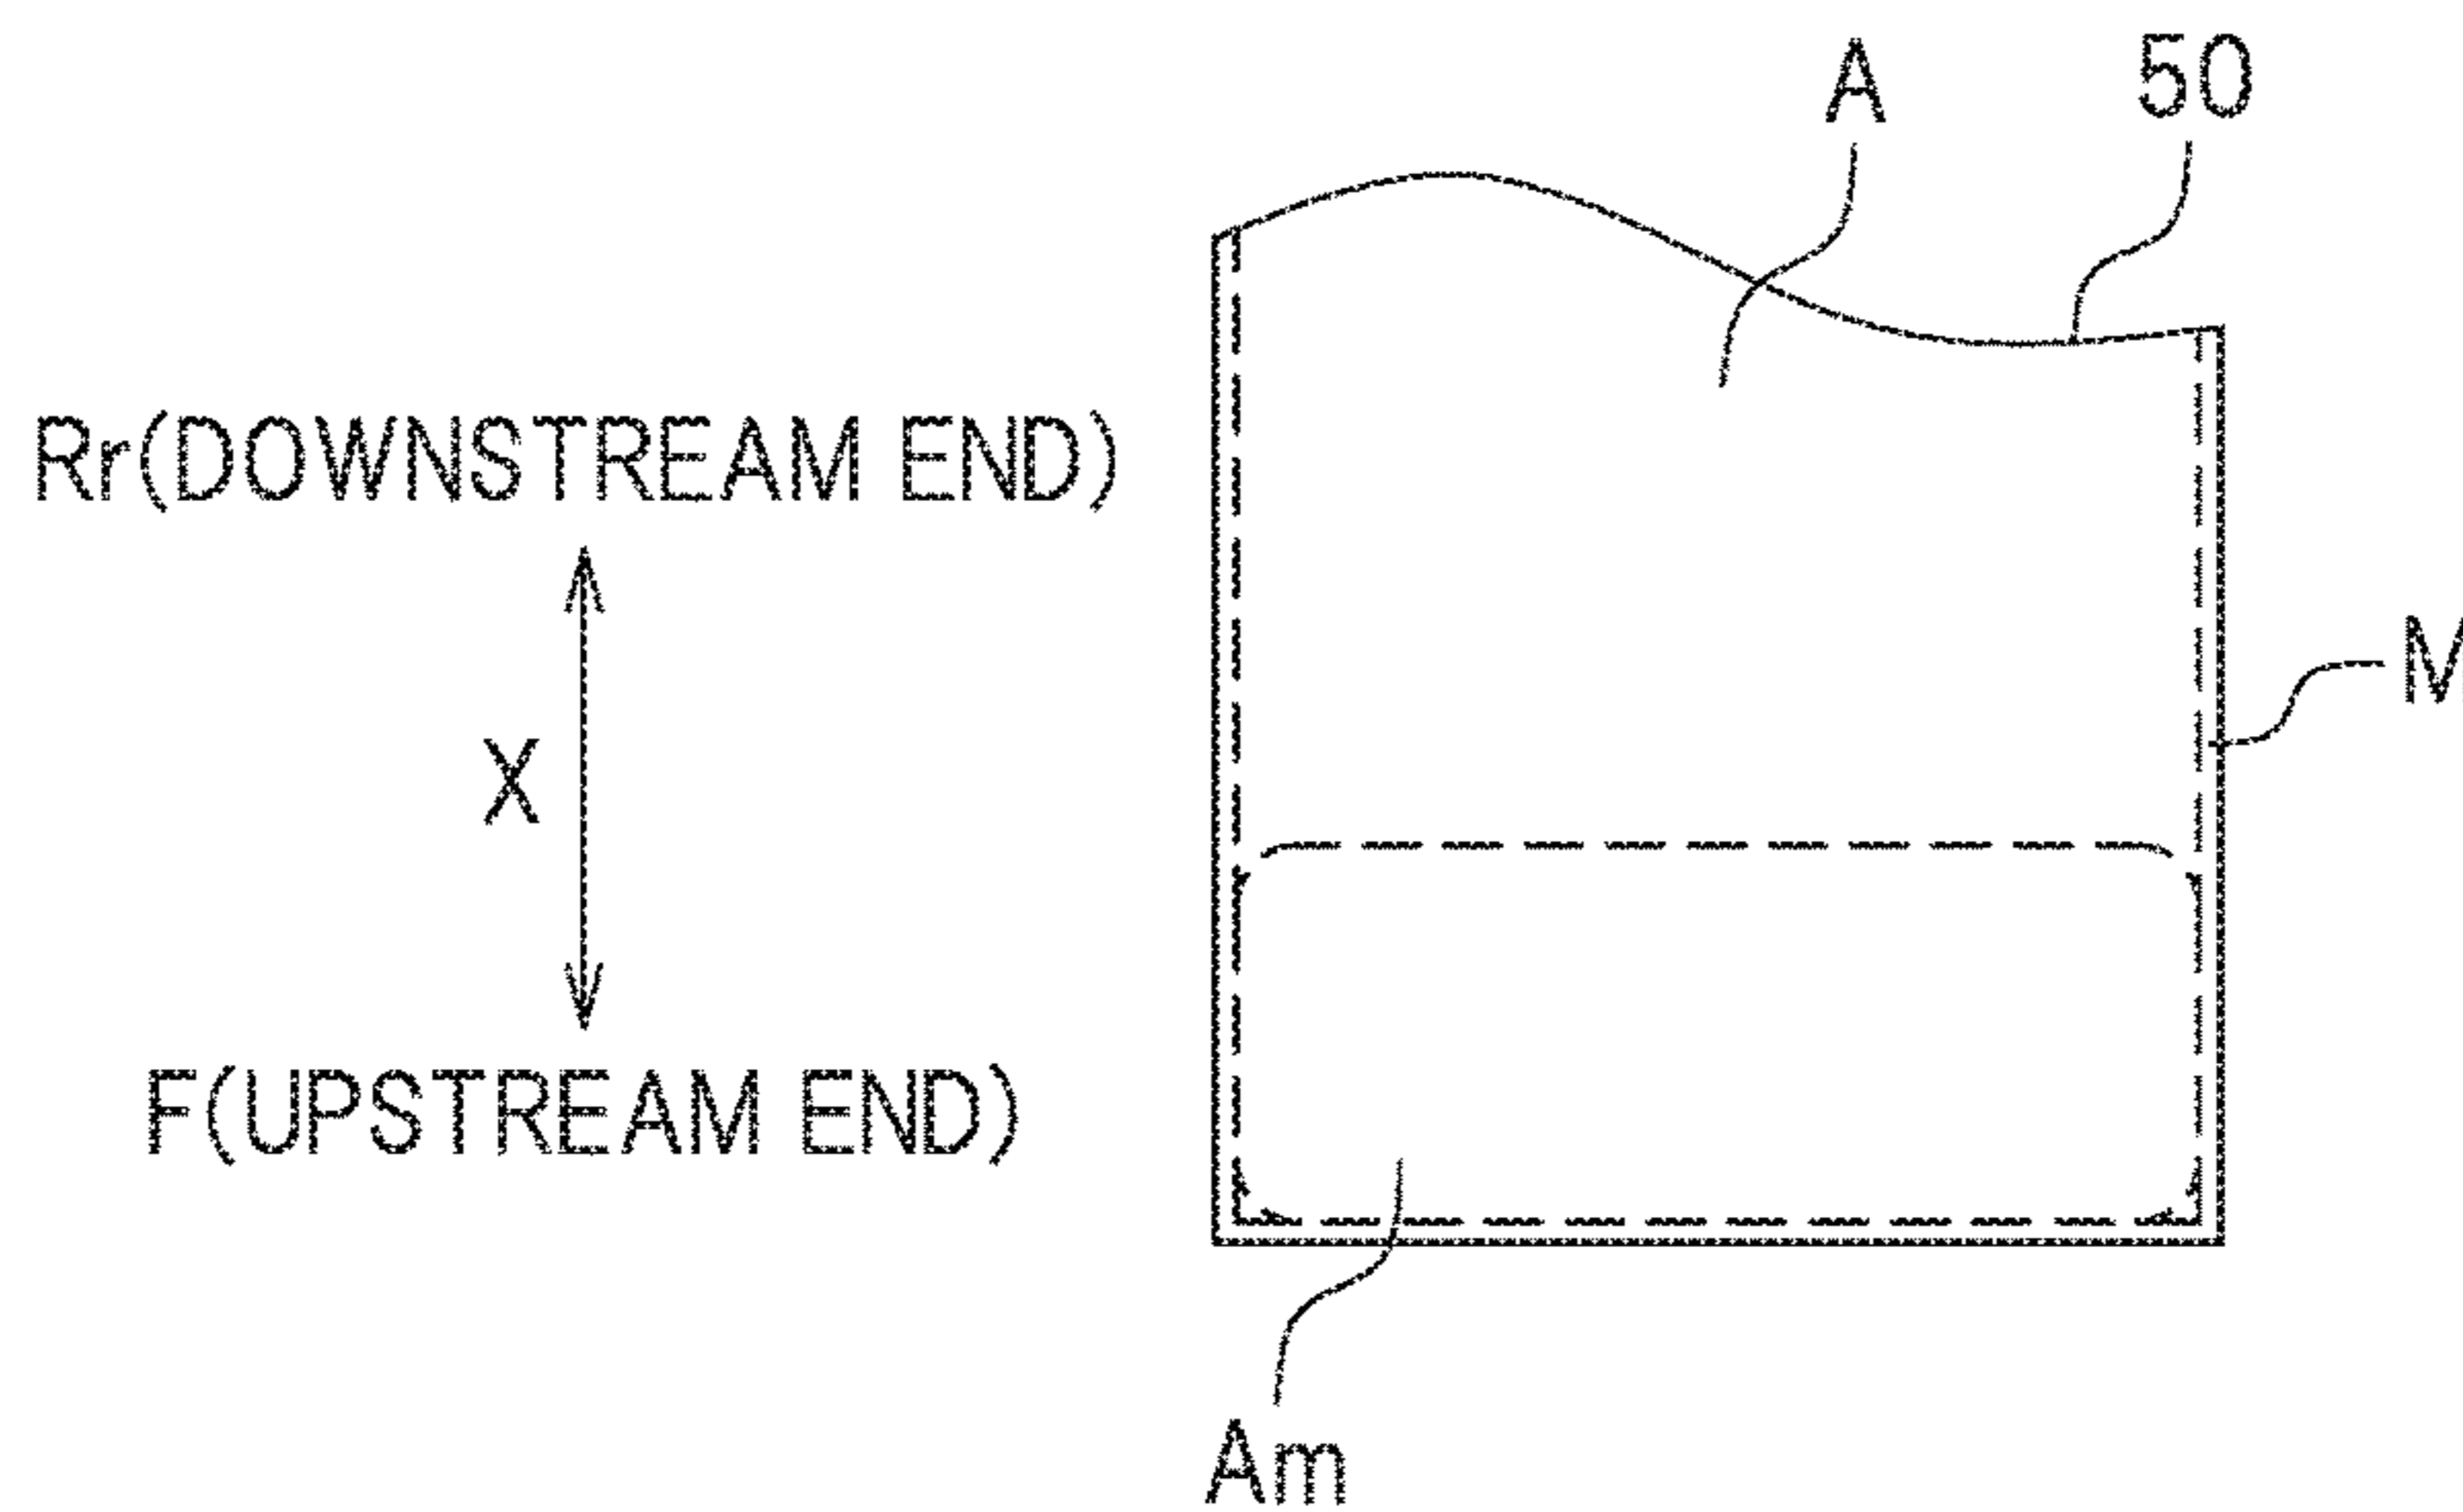 A 50
Rr(DOWNSTREAM END)
M
X
F(UPSTREAM END)
Am